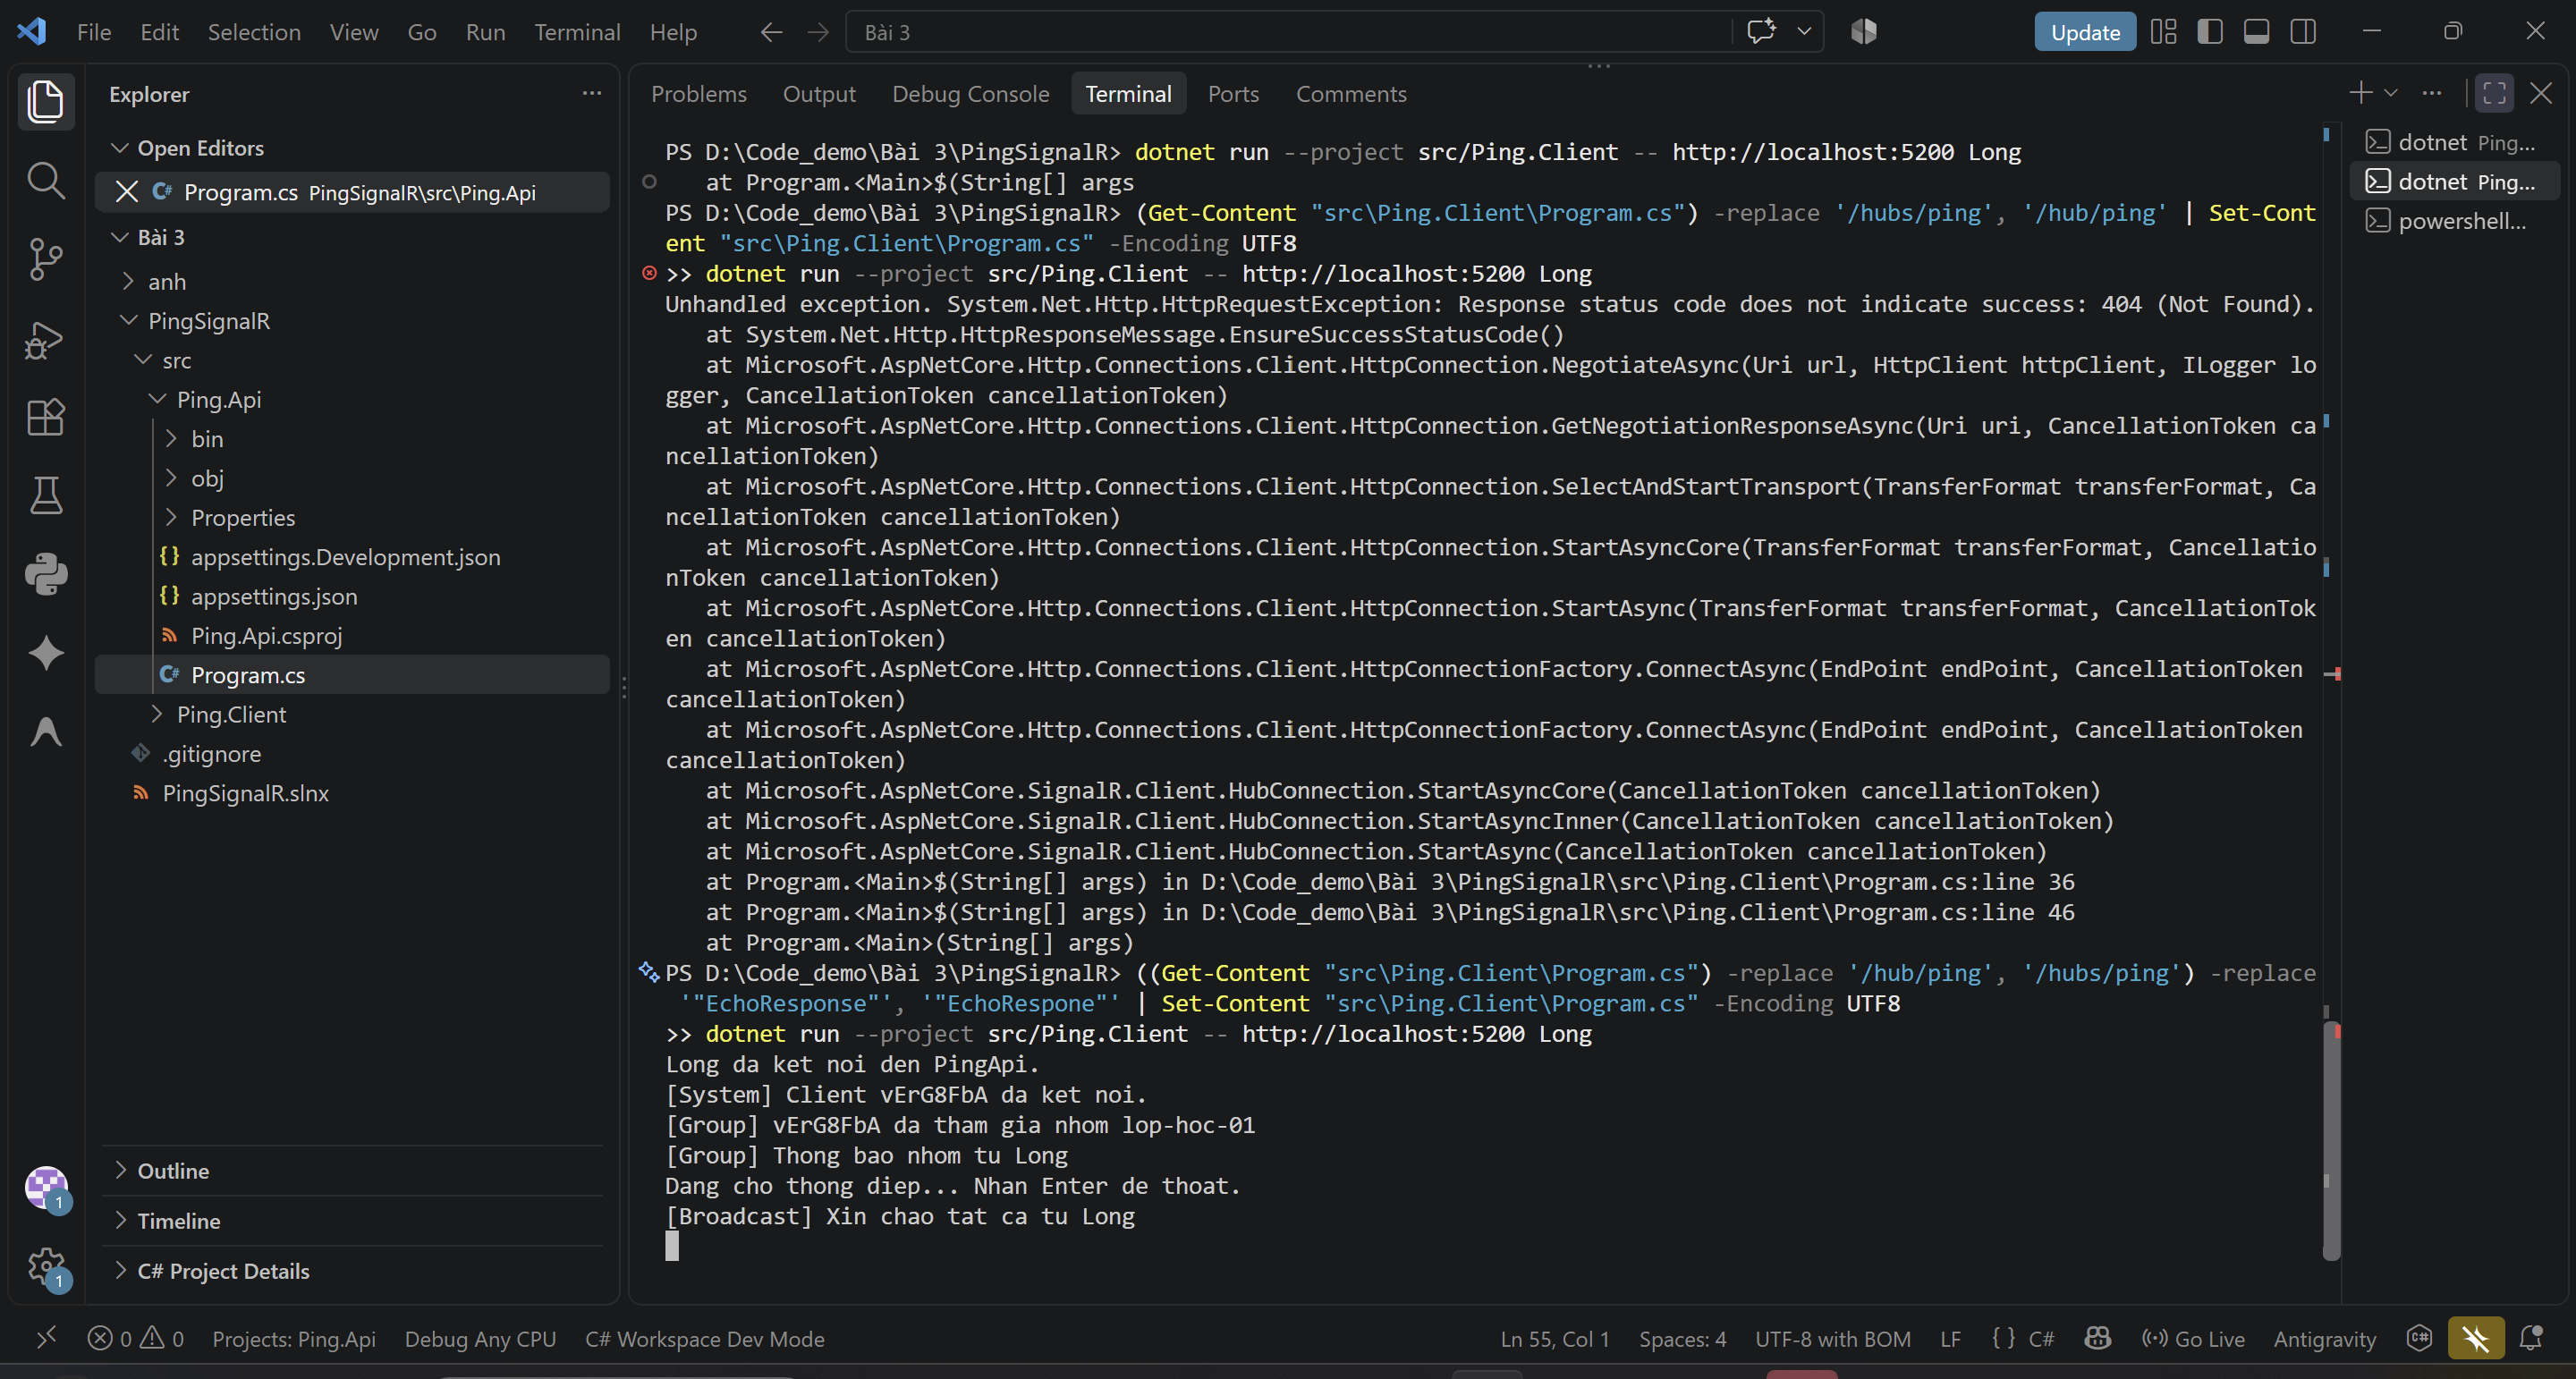 File Edit Selection View Go Run Terminal Help
Bài 3
Update
Explorer
Open Editors
Program.cs PingSignalR\src\Ping.Api
Bài 3
anh
PingSignalR
src
Ping.Api
bin
obj
Properties
appsettings.Development.json
appsettings.json
Ping.Api.csproj
Program.cs
Ping.Client
.gitignore
PingSignalR.slnx
Outline
Timeline
C# Project Details
1
1
Problems Output Debug Console Terminal Ports Comments
PS D:\Code_demo\Bài 3\PingSignalR> dotnet run --project src/Ping.Client -- http://localhost:5200 Long
at Program.<Main>$(String[] args
PS D:\Code_demo\Bài 3\PingSignalR> (Get-Content "src\Ping.Client\Program.cs") -replace '/hubs/ping', '/hub/ping' | Set-Cont
ent "src\Ping.Client\Program.cs" -Encoding UTF8
>> dotnet run --project src/Ping.Client -- http://localhost:5200 Long
Unhandled exception. System.Net.Http.HttpRequestException: Response status code does not indicate success: 404 (Not Found).
at System.Net.Http.HttpResponseMessage.EnsureSuccessStatusCode()
at Microsoft.AspNetCore.Http.Connections.Client.HttpConnection.NegotiateAsync(Uri url, HttpClient httpClient, ILogger lo
gger, CancellationToken cancellationToken)
at Microsoft.AspNetCore.Http.Connections.Client.HttpConnection.GetNegotiationResponseAsync(Uri uri, CancellationToken ca
ncellationToken)
at Microsoft.AspNetCore.Http.Connections.Client.HttpConnection.SelectAndStartTransport(TransferFormat transferFormat, Ca
ncellationToken cancellationToken)
at Microsoft.AspNetCore.Http.Connections.Client.HttpConnection.StartAsyncCore(TransferFormat transferFormat, Cancellatio
nToken cancellationToken)
at Microsoft.AspNetCore.Http.Connections.Client.HttpConnection.StartAsync(TransferFormat transferFormat, CancellationTok
en cancellationToken)
at Microsoft.AspNetCore.Http.Connections.Client.HttpConnectionFactory.ConnectAsync(EndPoint endPoint, CancellationToken
cancellationToken)
at Microsoft.AspNetCore.Http.Connections.Client.HttpConnectionFactory.ConnectAsync(EndPoint endPoint, CancellationToken
cancellationToken)
at Microsoft.AspNetCore.SignalR.Client.HubConnection.StartAsyncCore(CancellationToken cancellationToken)
at Microsoft.AspNetCore.SignalR.Client.HubConnection.StartAsyncInner(CancellationToken cancellationToken)
at Microsoft.AspNetCore.SignalR.Client.HubConnection.StartAsync(CancellationToken cancellationToken)
at Program.<Main>$(String[] args) in D:\Code_demo\Bài 3\PingSignalR\src\Ping.Client\Program.cs:line 36
at Program.<Main>$(String[] args) in D:\Code_demo\Bài 3\PingSignalR\src\Ping.Client\Program.cs:line 46
at Program.<Main>(String[] args)
PS D:\Code_demo\Bài 3\PingSignalR> ((Get-Content "src\Ping.Client\Program.cs") -replace '/hub/ping', '/hubs/ping') -replace
'"EchoResponse"', '"EchoRespone"' | Set-Content "src\Ping.Client\Program.cs" -Encoding UTF8
>> dotnet run --project src/Ping.Client -- http://localhost:5200 Long
Long da ket noi den PingApi.
[System] Client vErG8FbA da ket noi.
[Group] vErG8FbA da tham gia nhom lop-hoc-01
[Group] Thong bao nhom tu Long
Dang cho thong diep... Nhan Enter de thoat.
[Broadcast] Xin chao tat ca tu Long
dotnet Ping...
dotnet Ping...
powershell...
0 0 Projects: Ping.Api Debug Any CPU C# Workspace Dev Mode Ln 55, Col 1 Spaces: 4 UTF-8 with BOM LF {} C# Go Live Antigravity